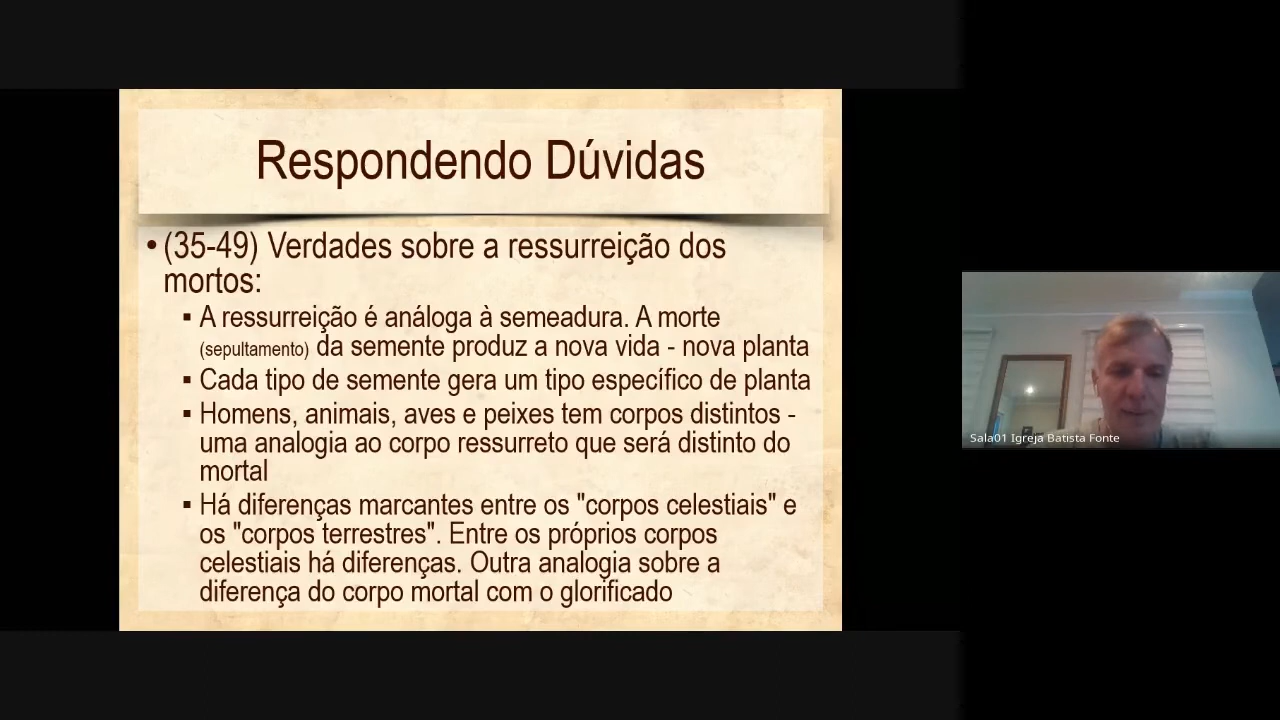 Respondendo Dúvidas
• (35-49) Verdades sobre a ressurreição dos
mortos:
▪ A ressurreição é análoga à semeadura. A morte
(sepultamento) da semente produz a nova vida - nova planta
▪ Cada tipo de semente gera um tipo específico de planta
▪ Homens, animais, aves e peixes tem corpos distintos -
uma analogia ao corpo ressurreto que será distinto do
mortal
▪ Há diferenças marcantes entre os "corpos celestiais" e
os "corpos terrestres". Entre os próprios corpos
celestiais há diferenças. Outra analogia sobre a
diferença do corpo mortal com o glorificado
Sala01 Igreja Batista Fonte